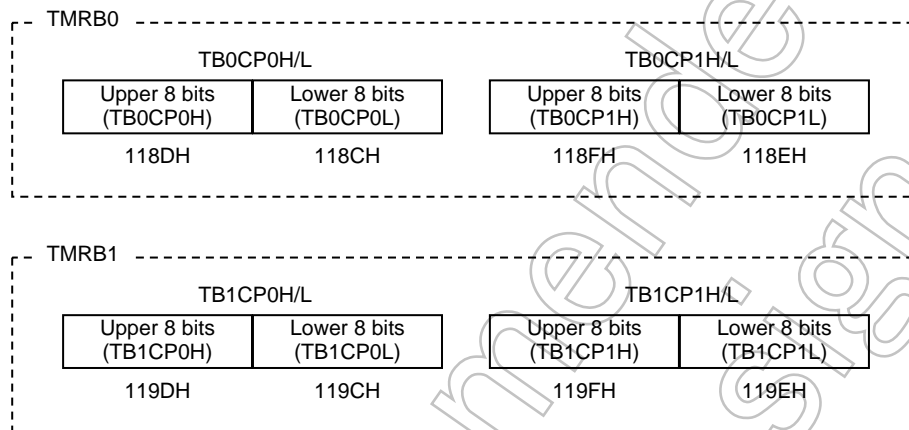 TMRB0
TB0CP0H/L TB0CP1H/L
Upper 8 bits Lower 8 bits Upper 8 bits Lower 8 bits
(TB0CP0H) (TB0CP0L) (TB0CP1H) (TB0CP1L)
118DH 118CH 118FH 118EH
TMRB1
TB1CP0H/L TB1CP1H/L
Upper 8 bits Lower 8 bits Upper 8 bits Lower 8 bits
(TB1CP0H) (TB1CP0L) (TB1CP1H) (TB1CP1L)
119DH 119CH 119FH 119EH